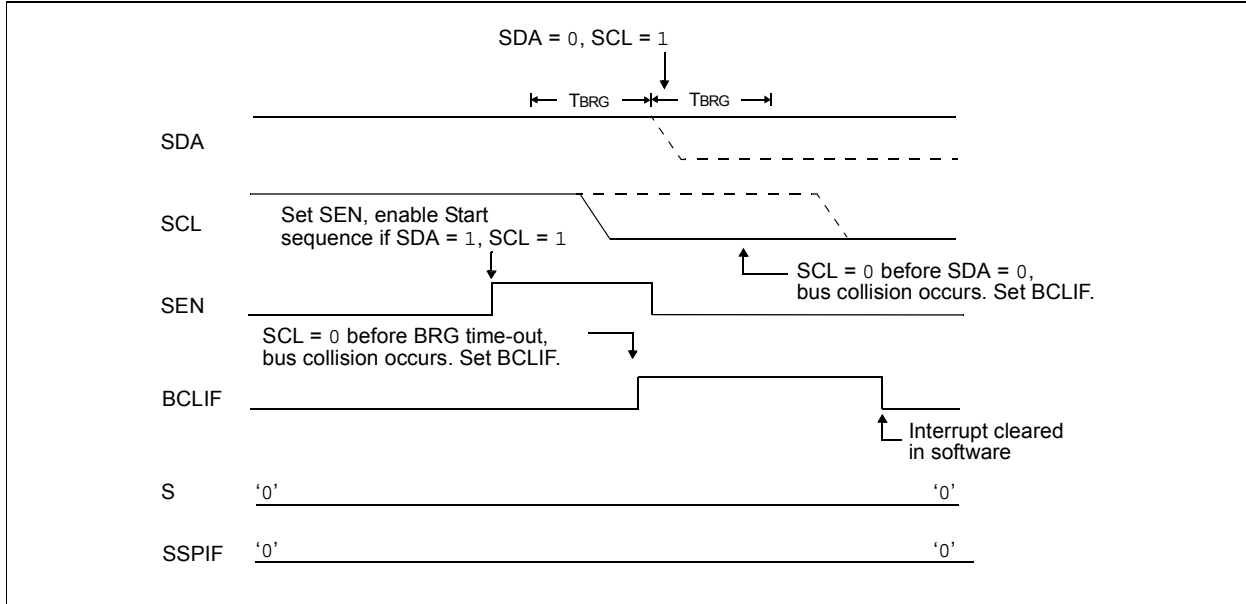 SDA = 0, SCL = 1
TBRG TBRG
SDA
SCL
Set SEN, enable Start
sequence if SDA = 1, SCL = 1
SCL = 0 before SDA = 0,
bus collision occurs. Set BCLIF.
SEN
SCL = 0 before BRG time-out,
bus collision occurs. Set BCLIF.
BCLIF
Interrupt cleared
in software
S ‘0’ ‘0’
SSPIF ‘0’ ‘0’